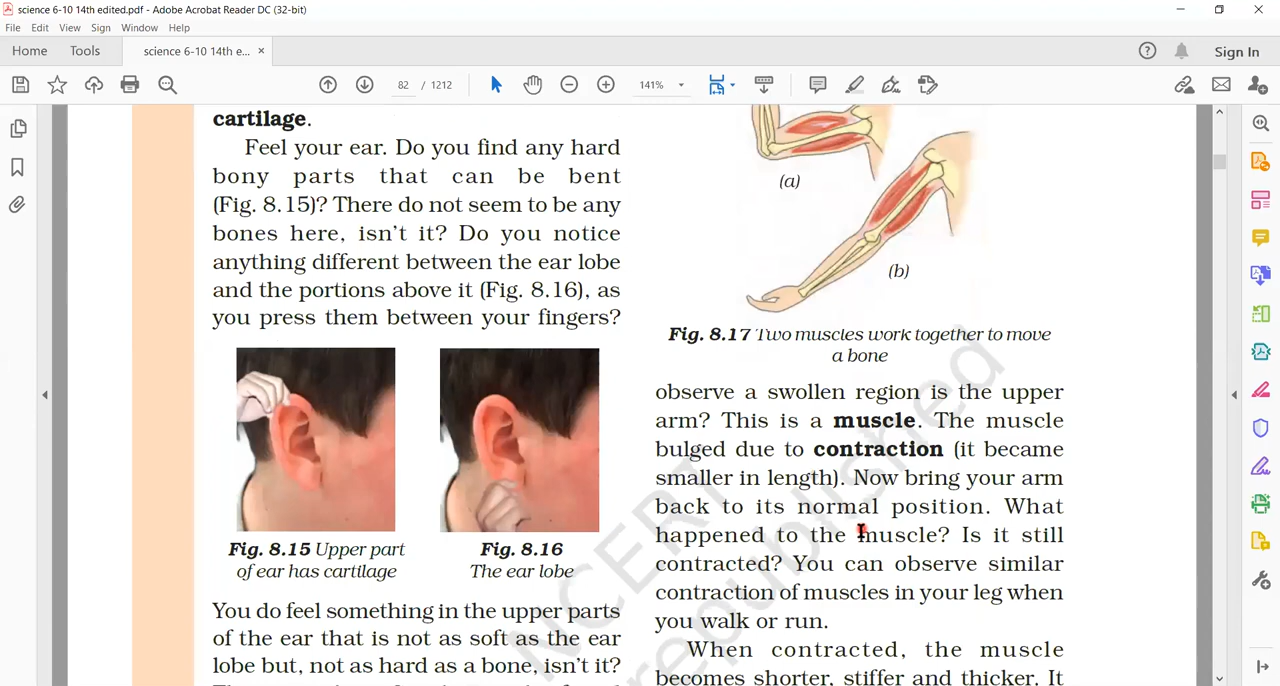 science 6-10 14th edited.pdf - Adobe Acrobat Reader DC (32-bit)
File Edit View Sign Window Help
Home Tools science 6-10 14th e... × Sign In
82 / 1212 141%
cartilage.
Feel your ear. Do you find any hard
bony parts that can be bent
(Fig. 8.15)? There do not seem to be any
bones here, isn't it? Do you notice
anything different between the ear lobe
and the portions above it (Fig. 8.16), as
you press them between your fingers?
Fig. 8.15 Upper part
of ear has cartilage
Fig. 8.16
The ear lobe
You do feel something in the upper parts
of the ear that is not as soft as the ear
lobe but, not as hard as a bone, isn't it?
(a)
(b)
Fig. 8.17 Two muscles work together to move
a bone
observe a swollen region is the upper
arm? This is a muscle. The muscle
bulged due to contraction (it became
smaller in length). Now bring your arm
back to its normal position. What
happened to the muscle? Is it still
contracted? You can observe similar
contraction of muscles in your leg when
you walk or run.
When contracted, the muscle
becomes shorter, stiffer and thicker. It
NCERT
republished